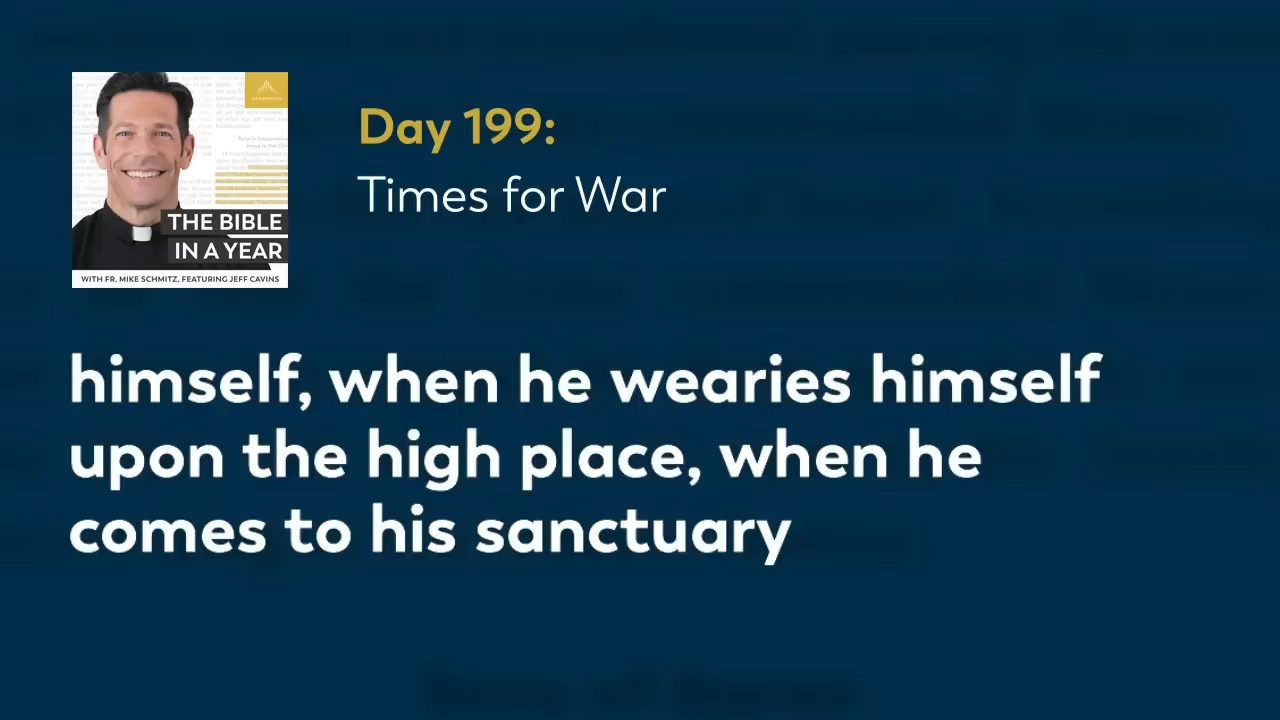 Day 199:
Times for War
THE BIBLE
IN A YEAR
WITH FR. MIKE SCHMITZ, FEATURING JEFF CAVINS
himself, when he wearies himself
upon the high place, when he
comes to his sanctuary